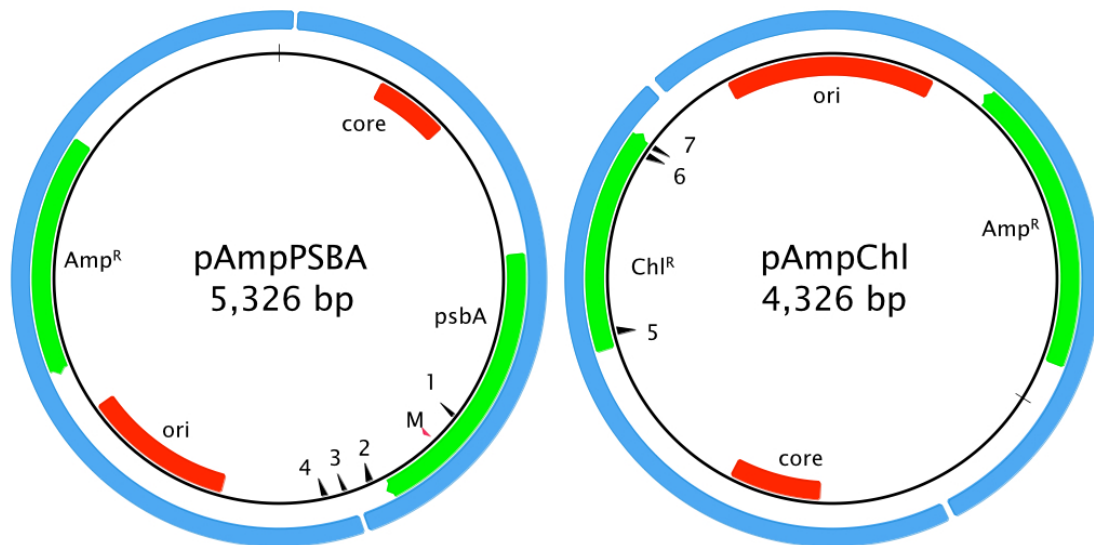 core
Ampᴿ
pAmpPSBA
5,326 bp
psbA
1
M
ori
4
3
2
ori
7
6
Ampᴿ
Chlᴿ
pAmpChl
4,326 bp
5
core